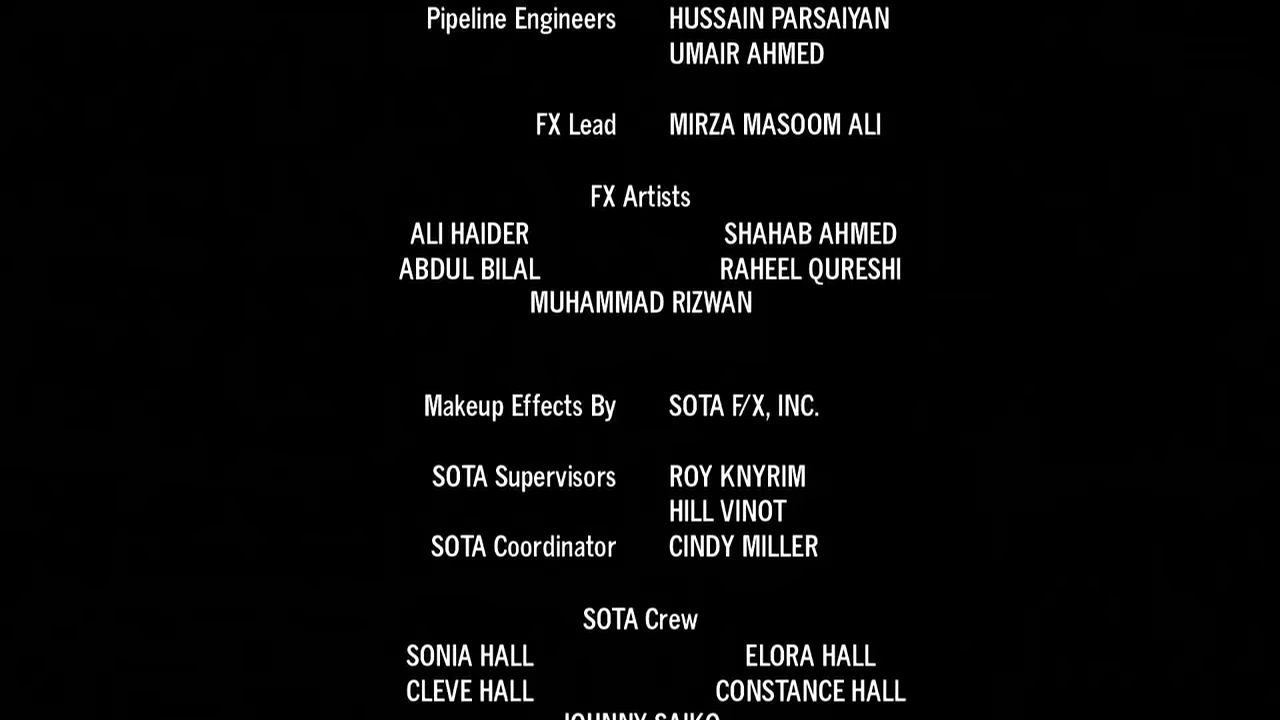 Pipeline Engineers HUSSAIN PARSAIYAN
UMAIR AHMED
FX Lead MIRZA MASOOM ALI
FX Artists
ALI HAIDER SHAHAB AHMED
ABDUL BILAL RAHEEL QURESHI
MUHAMMAD RIZWAN
Makeup Effects By SOTA F/X, INC.
SOTA Supervisors ROY KNYRIM
HILL VINOT
SOTA Coordinator CINDY MILLER
SOTA Crew
SONIA HALL ELORA HALL
CLEVE HALL CONSTANCE HALL
JOHNNY SAIKO